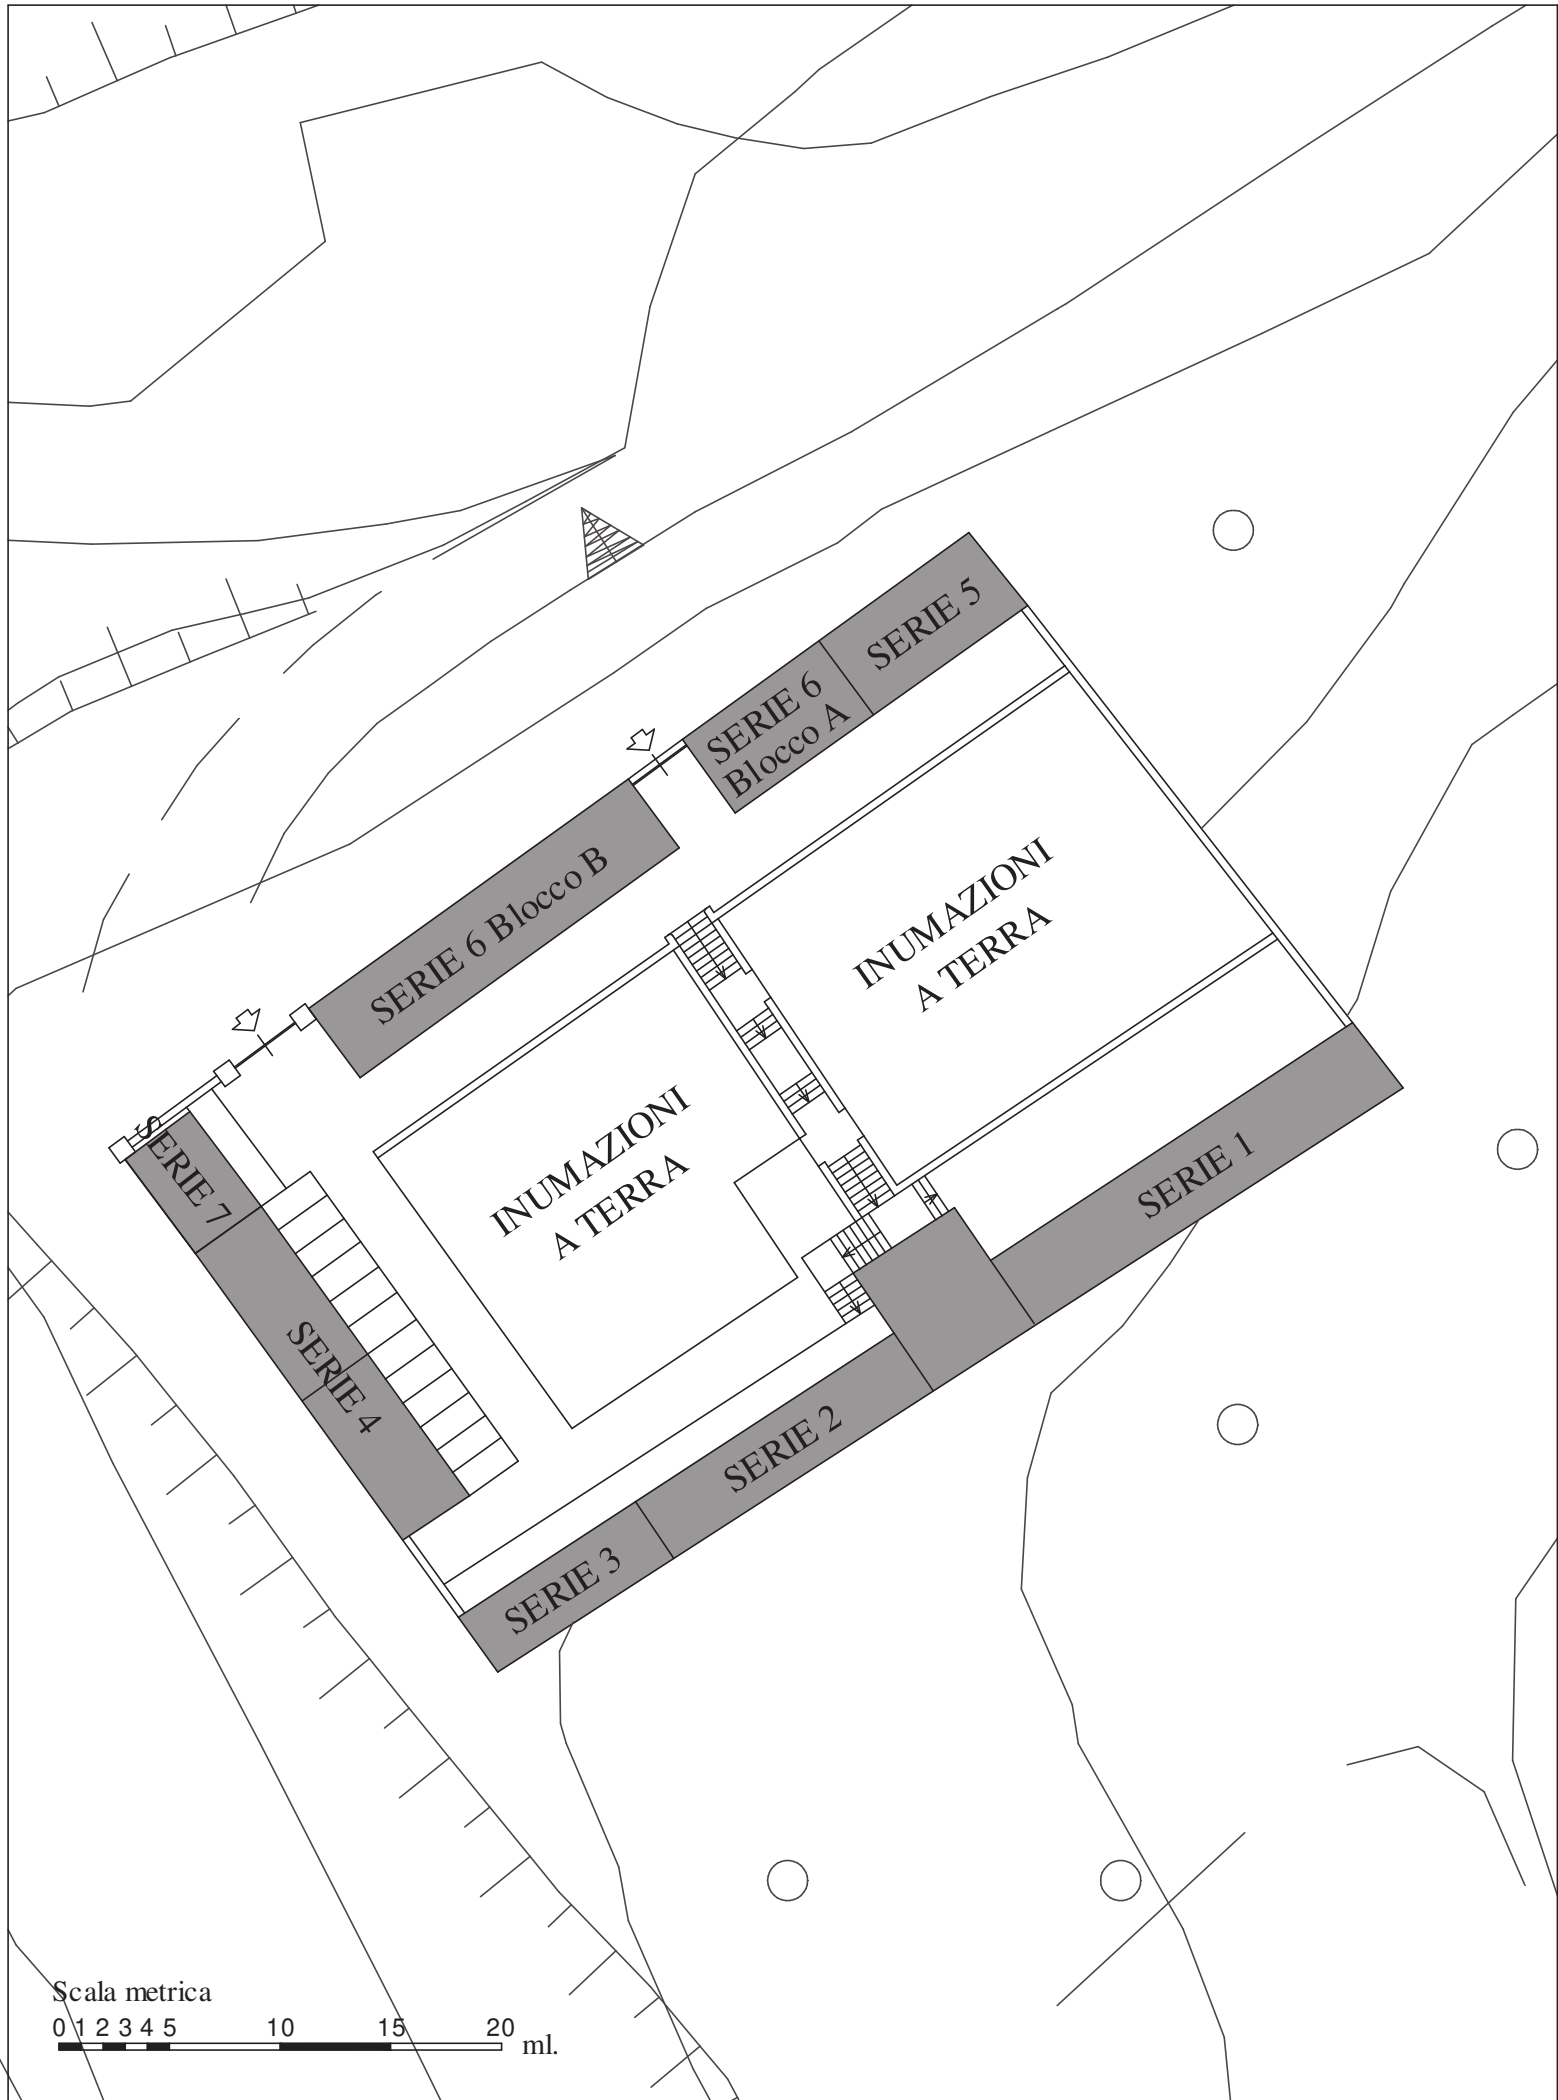 SERIE 5
SERIE 6
Blocco A
SERIE 6 Blocco B
INUMAZIONI
A TERRA
INUMAZIONI
A TERRA
SERIE 7
SERIE 1
SERIE 4
SERIE 2
SERIE 3
Scala metrica
0 1 2 3 4 5 10 15 20 ml.